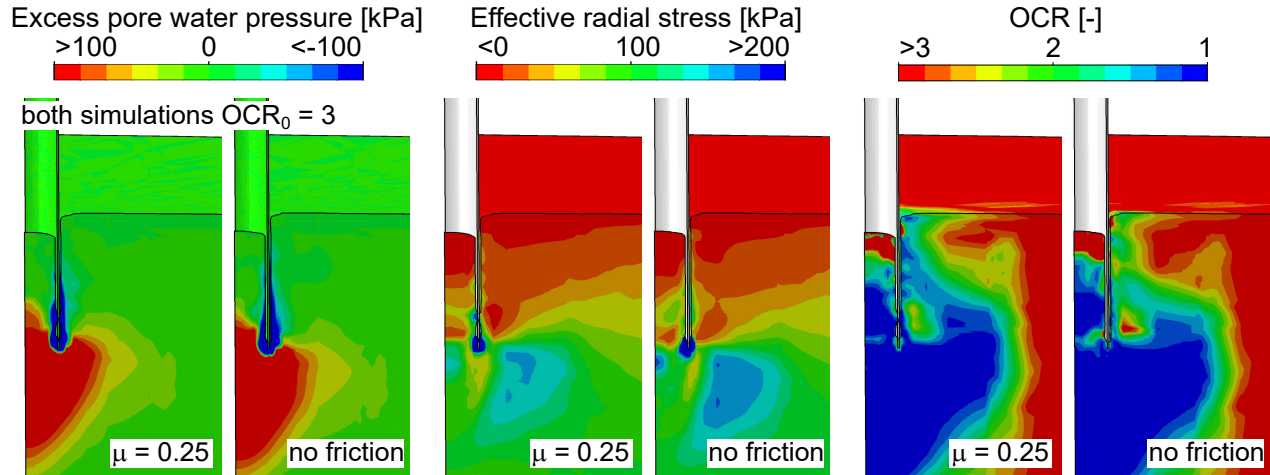 Excess pore water pressure [kPa]
>100 0 <-100
both simulations OCR₀ = 3
μ = 0.25
no friction
Effective radial stress [kPa]
<0 100 >200
μ = 0.25
no friction
OCR [-]
>3 2 1
μ = 0.25
no friction